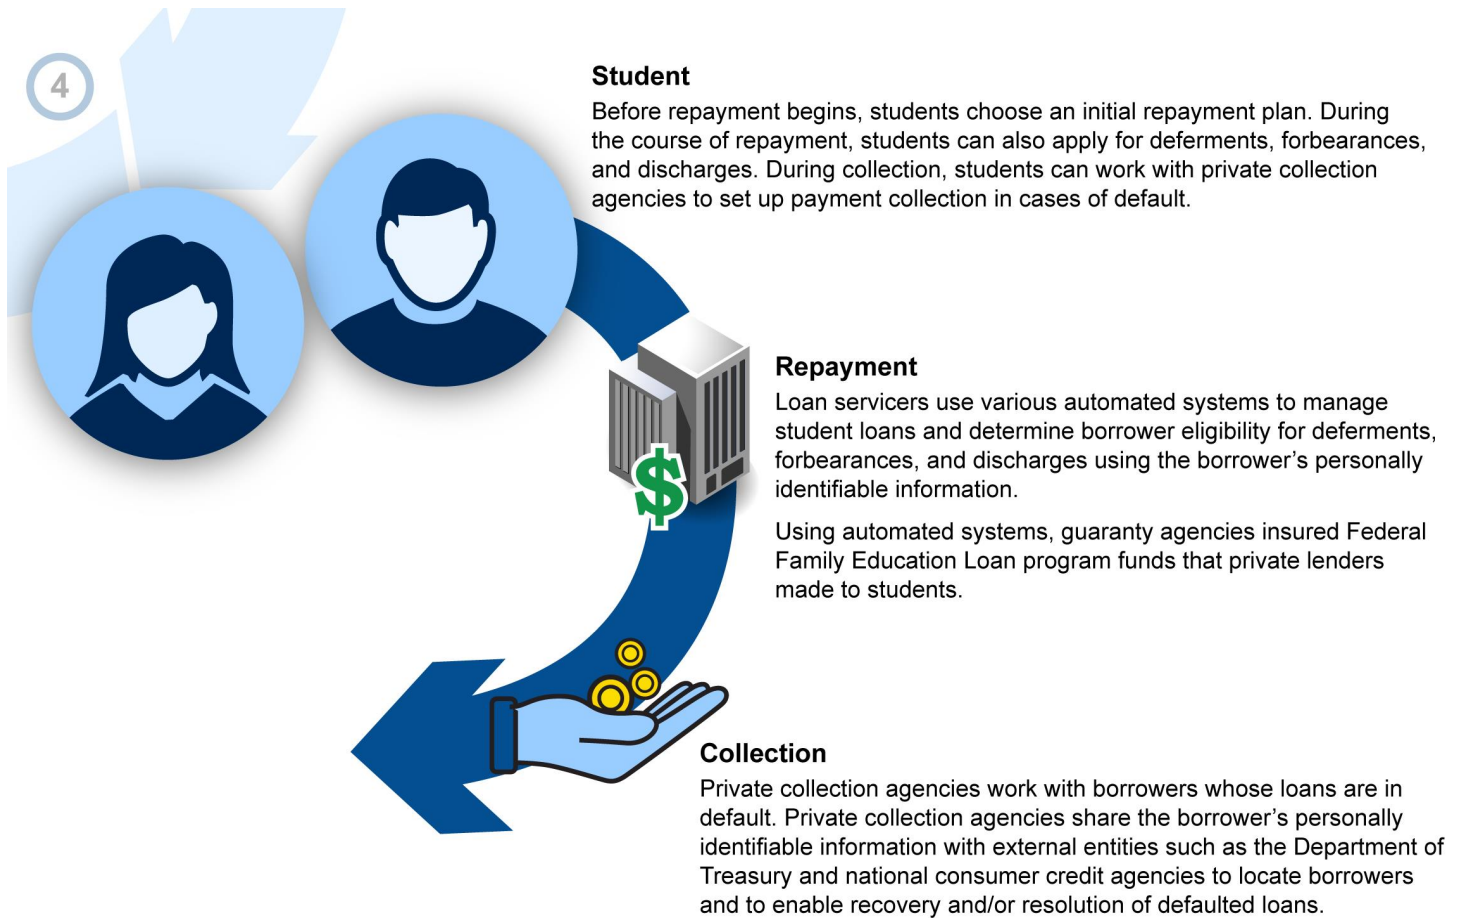 4
Student
Before repayment begins, students choose an initial repayment plan. During
the course of repayment, students can also apply for deferments, forbearances,
and discharges. During collection, students can work with private collection
agencies to set up payment collection in cases of default.
Repayment
Loan servicers use various automated systems to manage
student loans and determine borrower eligibility for deferments,
forbearances, and discharges using the borrower’s personally
identifiable information.
Using automated systems, guaranty agencies insured Federal
Family Education Loan program funds that private lenders
made to students.
$
Collection
Private collection agencies work with borrowers whose loans are in
default. Private collection agencies share the borrower’s personally
identifiable information with external entities such as the Department of
Treasury and national consumer credit agencies to locate borrowers
and to enable recovery and/or resolution of defaulted loans.